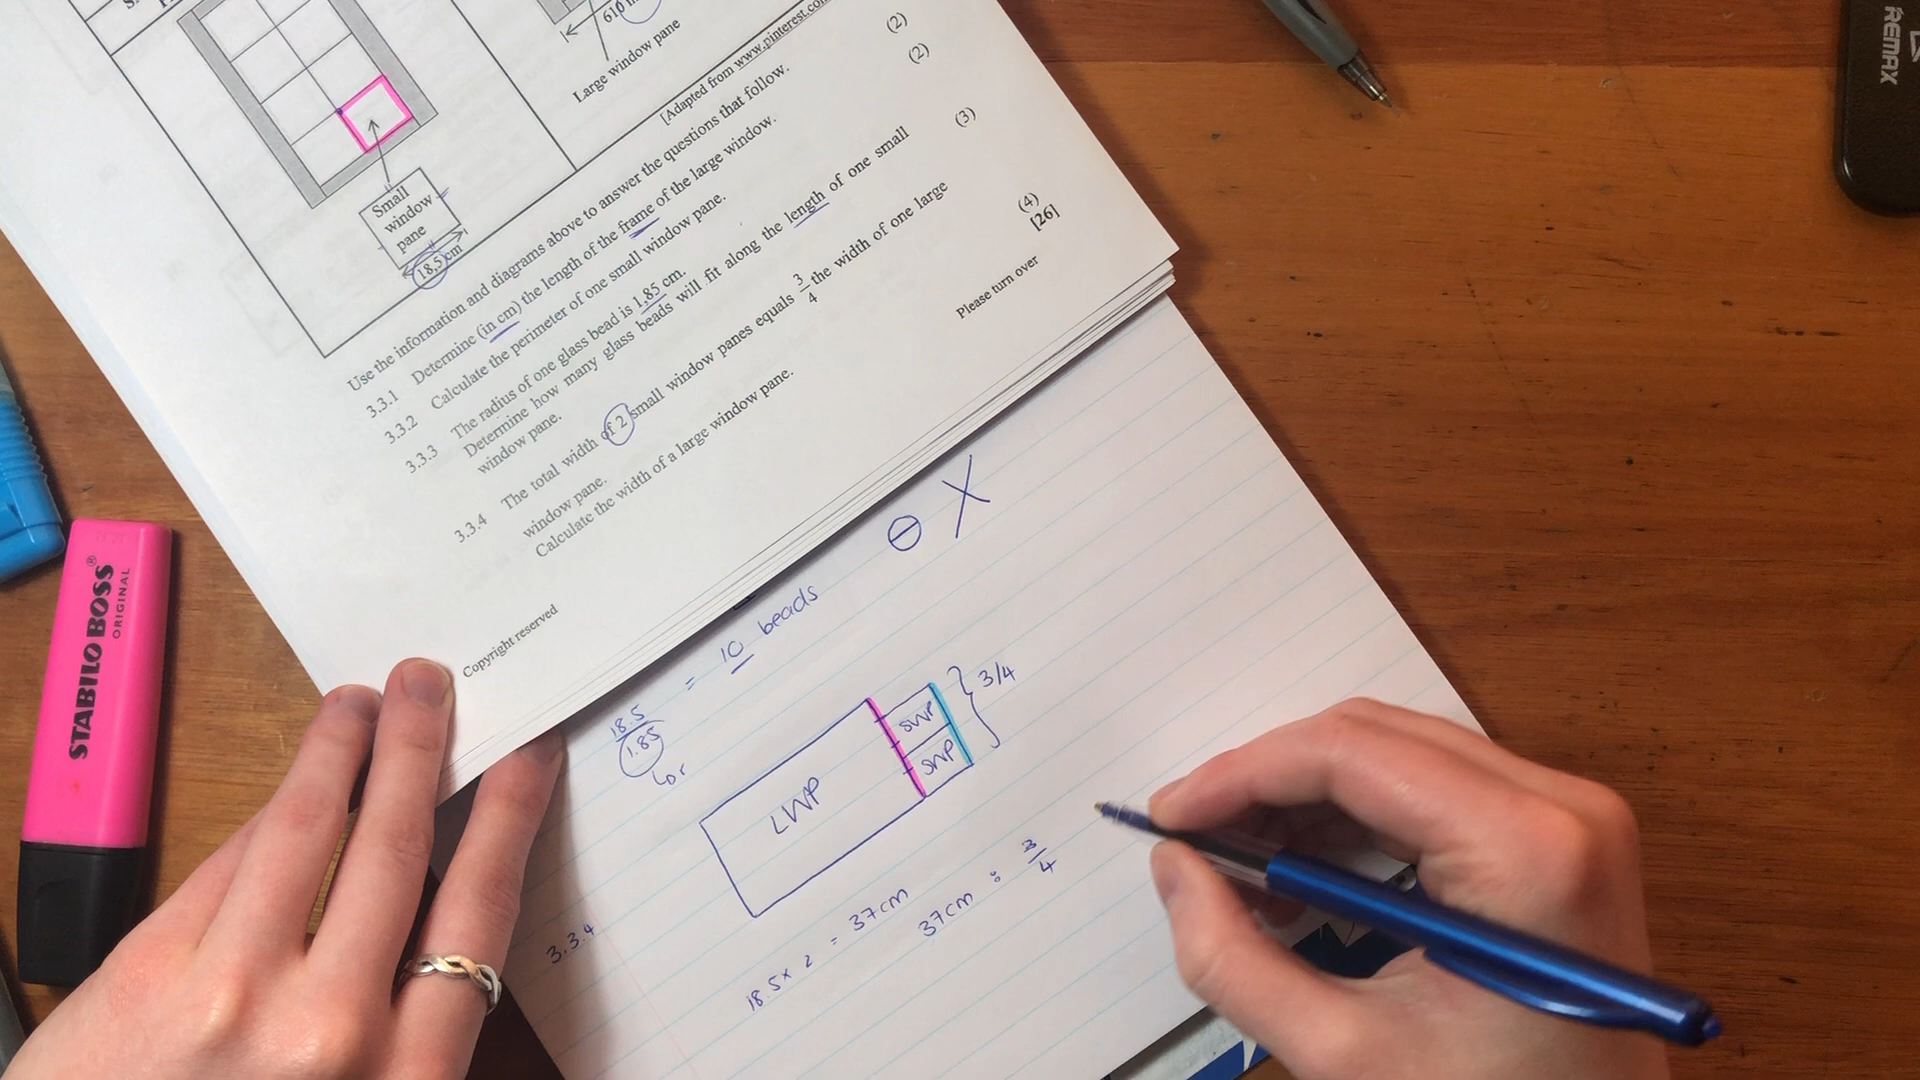 610
Large window pane
[Adapted from www.pinterest.com
Small
window
pane
18,5 cm
Use the information and diagrams above to answer the questions that follow.
3.3.1 Determine (in cm) the length of the frame of the large window. (2)
3.3.2 Calculate the perimeter of one small window pane. (2)
3.3.3 The radius of one glass bead is 1,85 cm.
Determine how many glass beads will fit along the length of one small
window pane. (3)
3.3.4 The total width of 2 small window panes equals 3/4 the width of one large
window pane.
Calculate the width of a large window pane. (4)
[26]
Copyright reserved
Please turn over
18.5
1.85
= 10 beads
LWP
SWP
SWP
3/4
3.3.4
18.5 x 2 = 37cm
37cm ÷ 3/4
STABILO BOSS®
ORIGINAL
REMAX